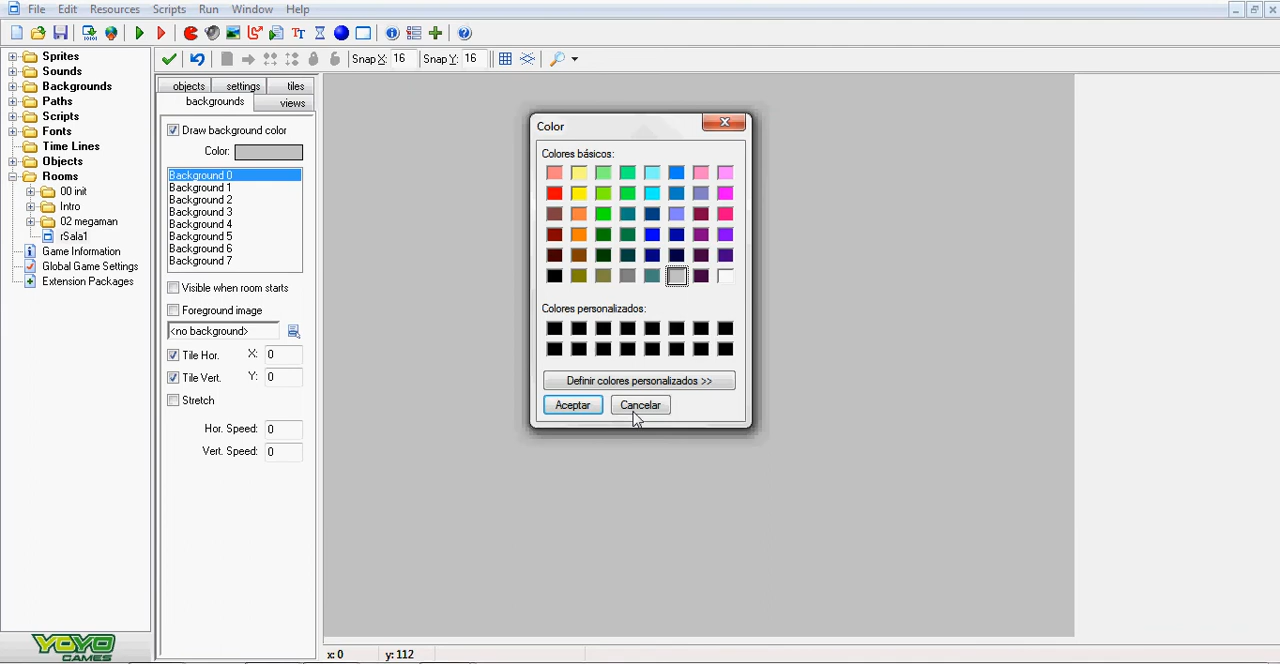 File Edit Resources Scripts Run Window Help
Snap X: 16 Snap Y: 16
Sprites
Sounds
Backgrounds
Paths
Scripts
Fonts
Time Lines
Objects
Rooms
00 init
Intro
02 megaman
rSala1
Game Information
Global Game Settings
Extension Packages
YOYO
GAMES
objects settings tiles
backgrounds views
Draw background color
Color:
Background 0
Background 1
Background 2
Background 3
Background 4
Background 5
Background 6
Background 7
Visible when room starts
Foreground image
<no background>
Tile Hor. X: 0
Tile Vert. Y: 0
Stretch
Hor. Speed: 0
Vert. Speed: 0
Color
Colores básicos:
Colores personalizados:
Definir colores personalizados >>
Aceptar Cancelar
x: 0 y: 112